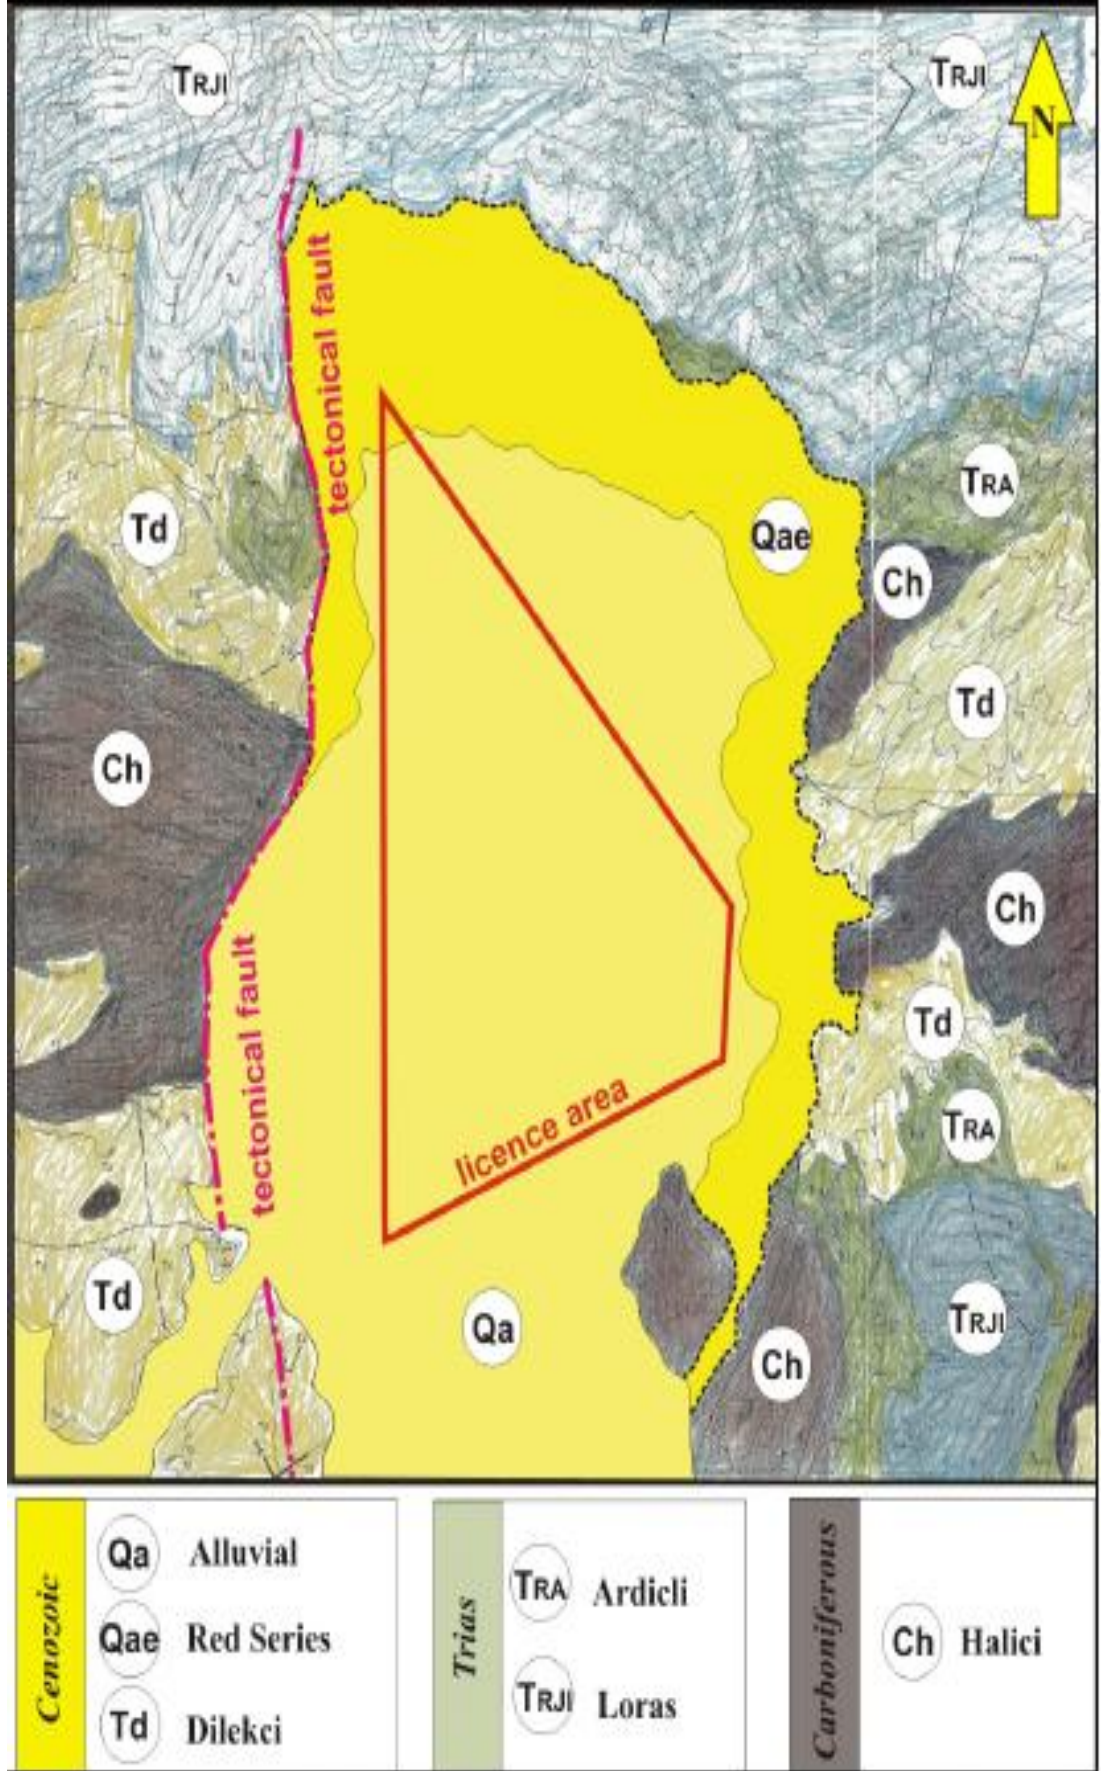 TRJI
TRJI
N
tectonical fault
TRA
Td
Qae
Ch
Td
Ch
Ch
Td
tectonical fault
licence area
TRA
Td
Qa
TRJI
Ch
Cenozoic
Qa Alluvial
Qae Red Series
Td Dilekci
Trias
TRA Ardicli
TRJI Loras
Carboniferous
Ch Halici